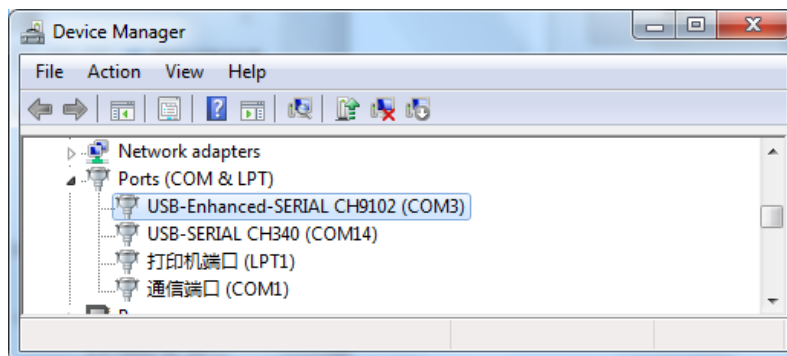 Device Manager
File Action View Help
Network adapters
Ports (COM & LPT)
USB-Enhanced-SERIAL CH9102 (COM3)
USB-SERIAL CH340 (COM14)
打印机端口 (LPT1)
通信端口 (COM1)